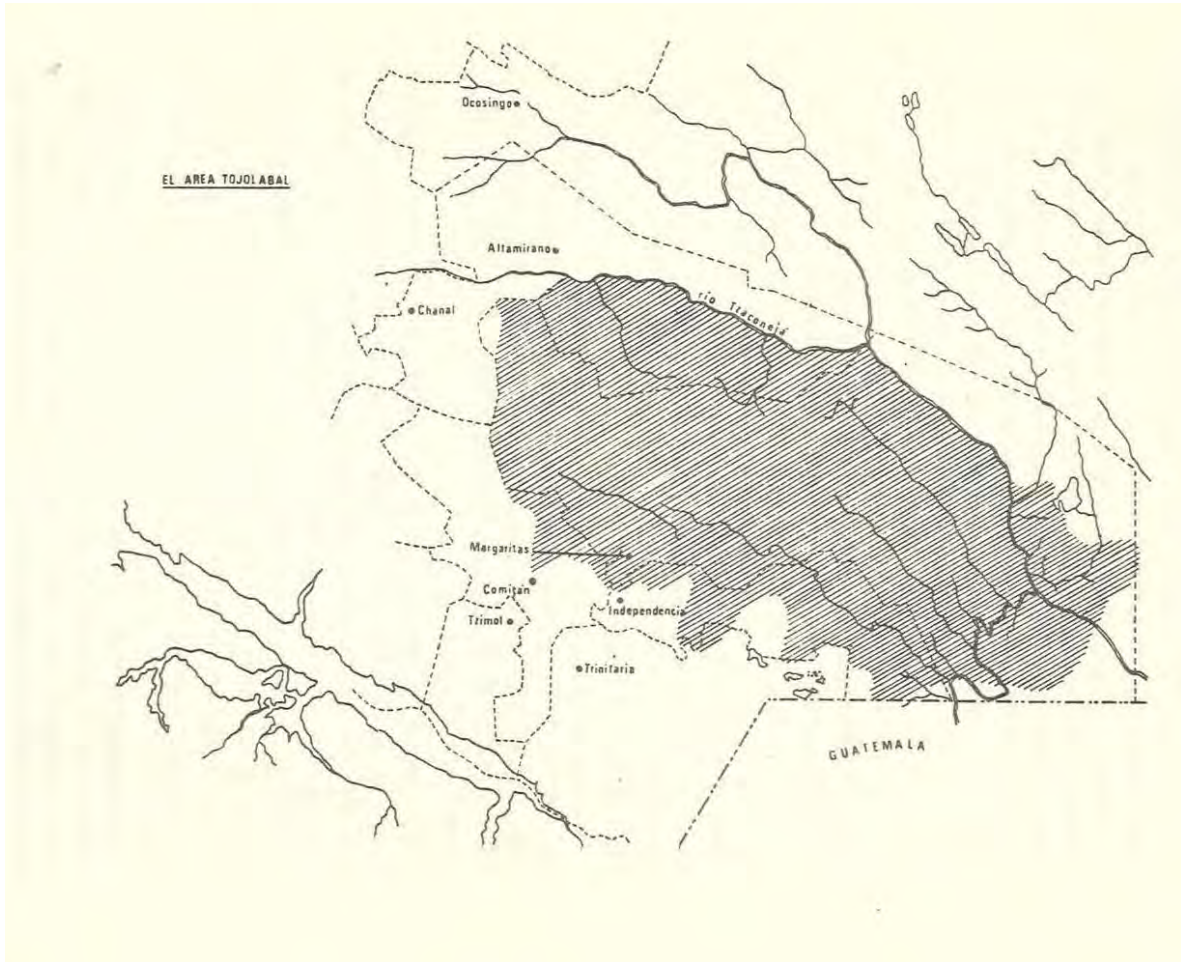 Ocosingo
EL AREA TOJOLABAL
Altamirano
río Tzaconejá
Chanal
Margaritas
Comitán
Independencia
Tzimol
Trinitaria
GUATEMALA